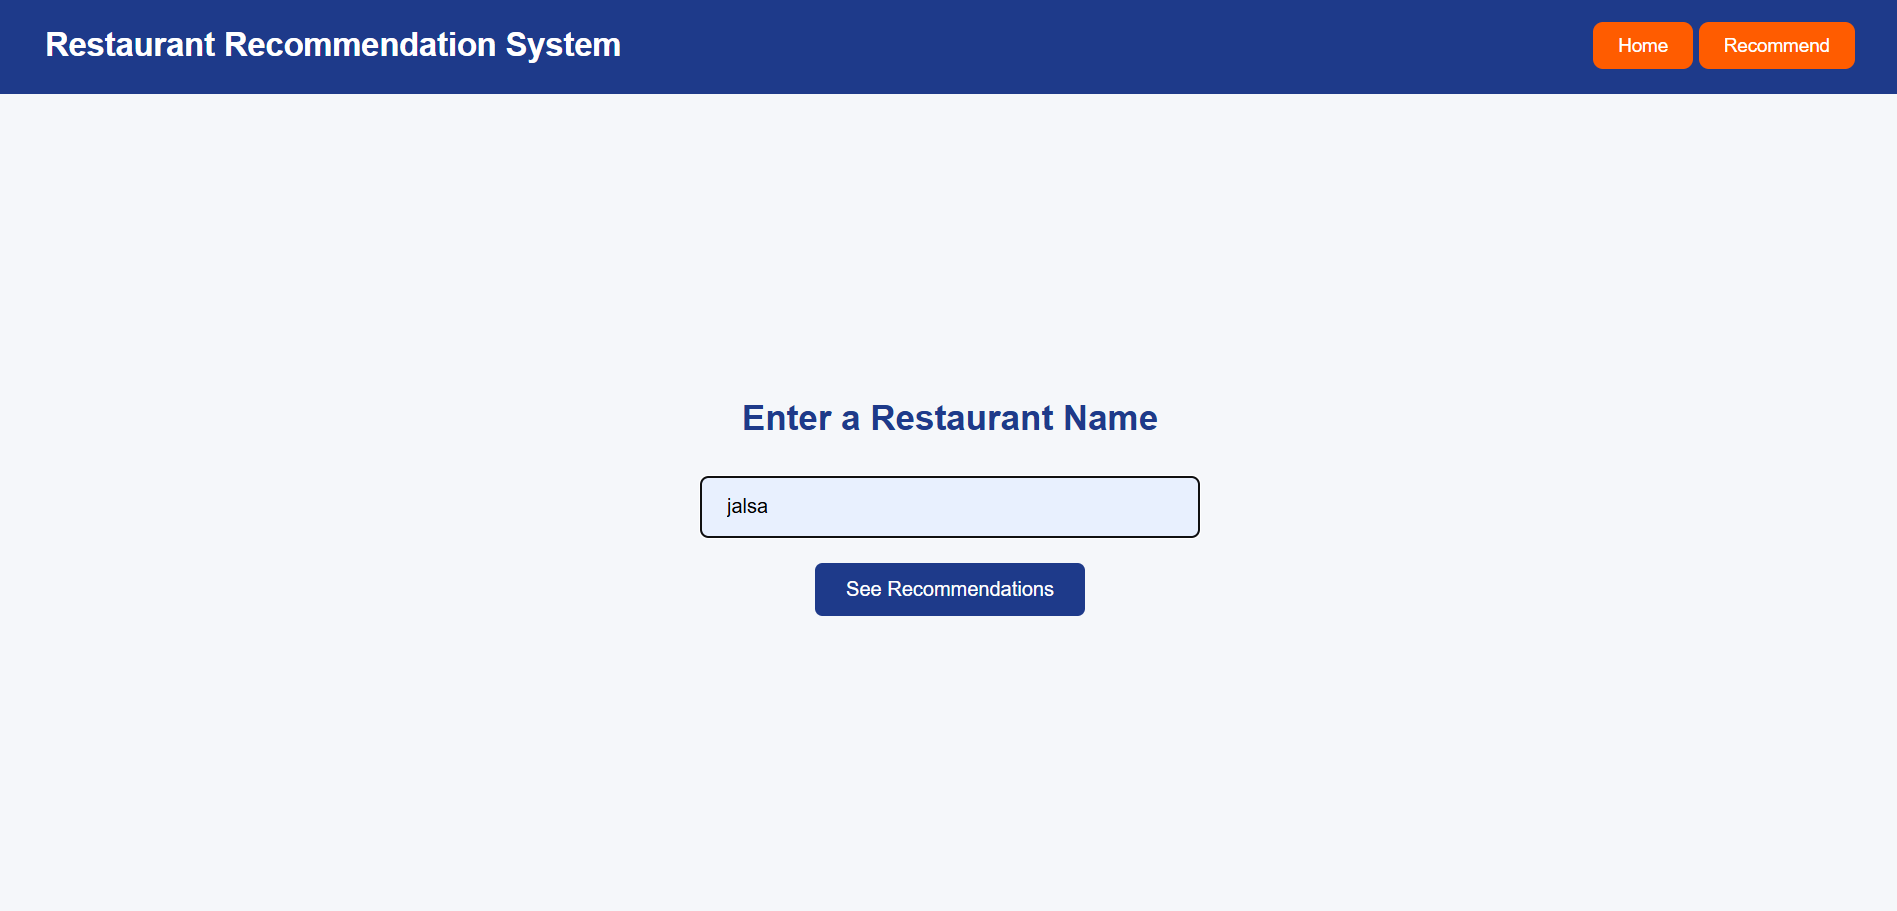 Restaurant Recommendation System
Home
Recommend
Enter a Restaurant Name
jalsa
See Recommendations